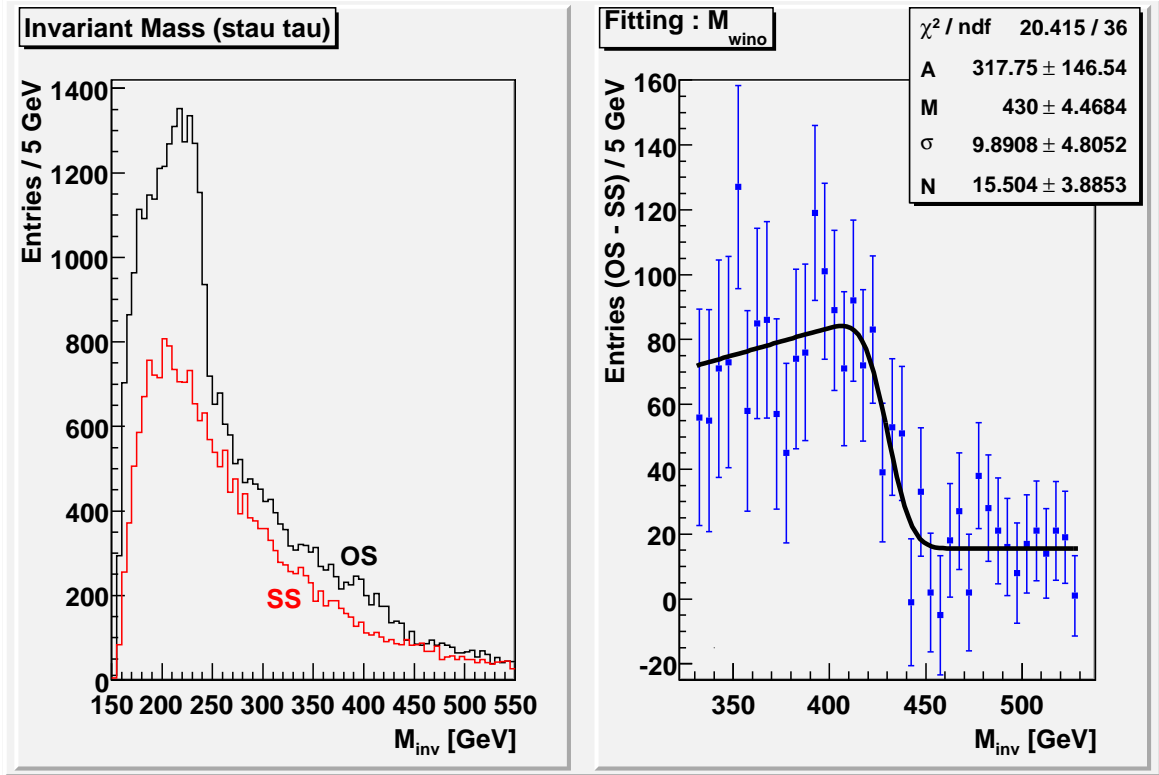 Invariant Mass (stau tau)
Entries / 5 GeV
1400
1200
1000
800
600
400
200
0
OS
SS
150 200 250 300 350 400 450 500 550
M_inv [GeV]
Fitting : M_wino
χ² / ndf 20.415 / 36
A 317.75 ± 146.54
M 430 ± 4.4684
σ 9.8908 ± 4.8052
N 15.504 ± 3.8853
Entries (OS - SS) / 5 GeV
160
140
120
100
80
60
40
20
0
-20
350 400 450 500
M_inv [GeV]